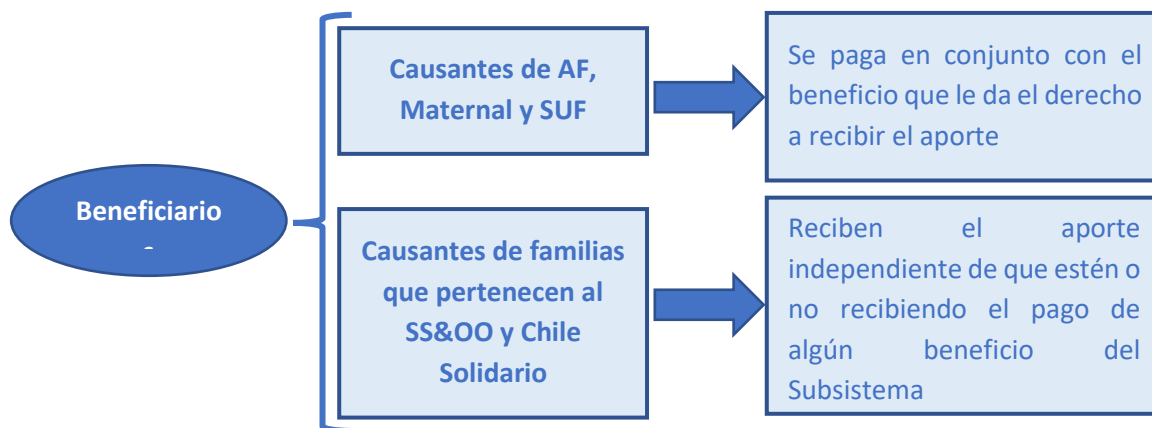 Beneficiario
Causantes de AF,
Maternal y SUF
Se paga en conjunto con el
beneficio que le da el derecho
a recibir el aporte
Causantes de familias
que pertenecen al
SS&OO y Chile
Solidario
Reciben el aporte
independiente de que estén o
no recibiendo el pago de
algún beneficio del
Subsistema